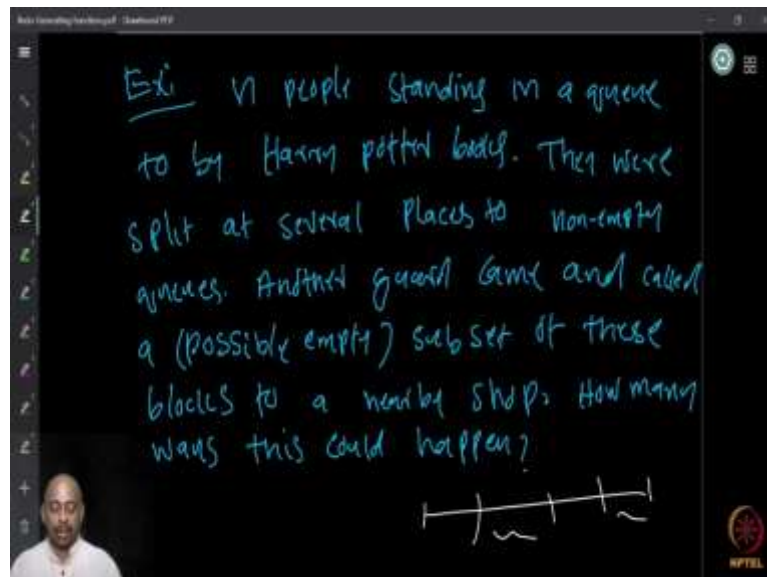 Ex: n people standing in a queue
to by Harry potter books. They were
split at several places to non-empty
queues. Another guard came and called
a (possible empty) subset of these
blocks to a nearby shop. How many
ways this could happen?
NPTEL